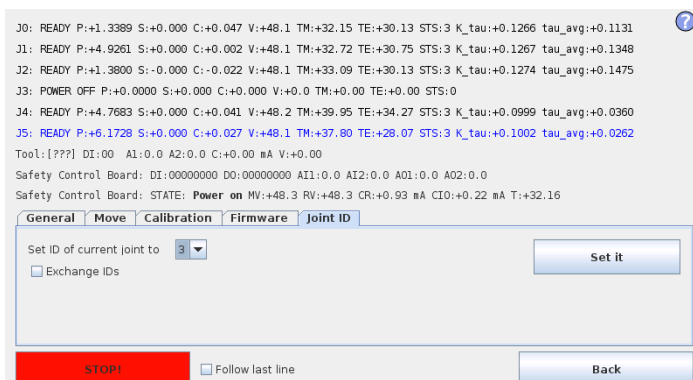 J0: READY P:+1.3389 S:+0.000 C:+0.047 V:+48.1 TM:+32.15 TE:+30.13 STS:3 K_tau:+0.1266 tau_avg:+0.1131
?
J1: READY P:+4.9261 S:+0.000 C:+0.002 V:+48.1 TM:+32.72 TE:+30.75 STS:3 K_tau:+0.1267 tau_avg:+0.1348
J2: READY P:+1.3800 S:-0.000 C:-0.022 V:+48.1 TM:+33.09 TE:+30.13 STS:3 K_tau:+0.1274 tau_avg:+0.1475
J3: POWER OFF P:+0.0000 S:+0.000 C:+0.000 V:+0.0 TM:+0.00 TE:+0.00 STS:0
J4: READY P:+4.7683 S:+0.000 C:+0.041 V:+48.2 TM:+39.95 TE:+34.27 STS:3 K_tau:+0.0999 tau_avg:+0.0360
J5: READY P:+6.1728 S:+0.000 C:+0.027 V:+48.1 TM:+37.80 TE:+28.07 STS:3 K_tau:+0.1002 tau_avg:+0.0262
Tool:[???] DI:00 A1:0.0 A2:0.0 C:+0.00 mA V:+0.00
Safety Control Board: DI:00000000 DO:00000000 AI1:0.0 AI2:0.0 AO1:0.0 AO2:0.0
Safety Control Board: STATE: Power on MV:+48.3 RV:+48.3 CR:+0.93 mA CIO:+0.22 mA T:+32.16
General Move Calibration Firmware Joint ID
Set ID of current joint to 3
Set it
Exchange IDs
STOP!
Follow last line
Back